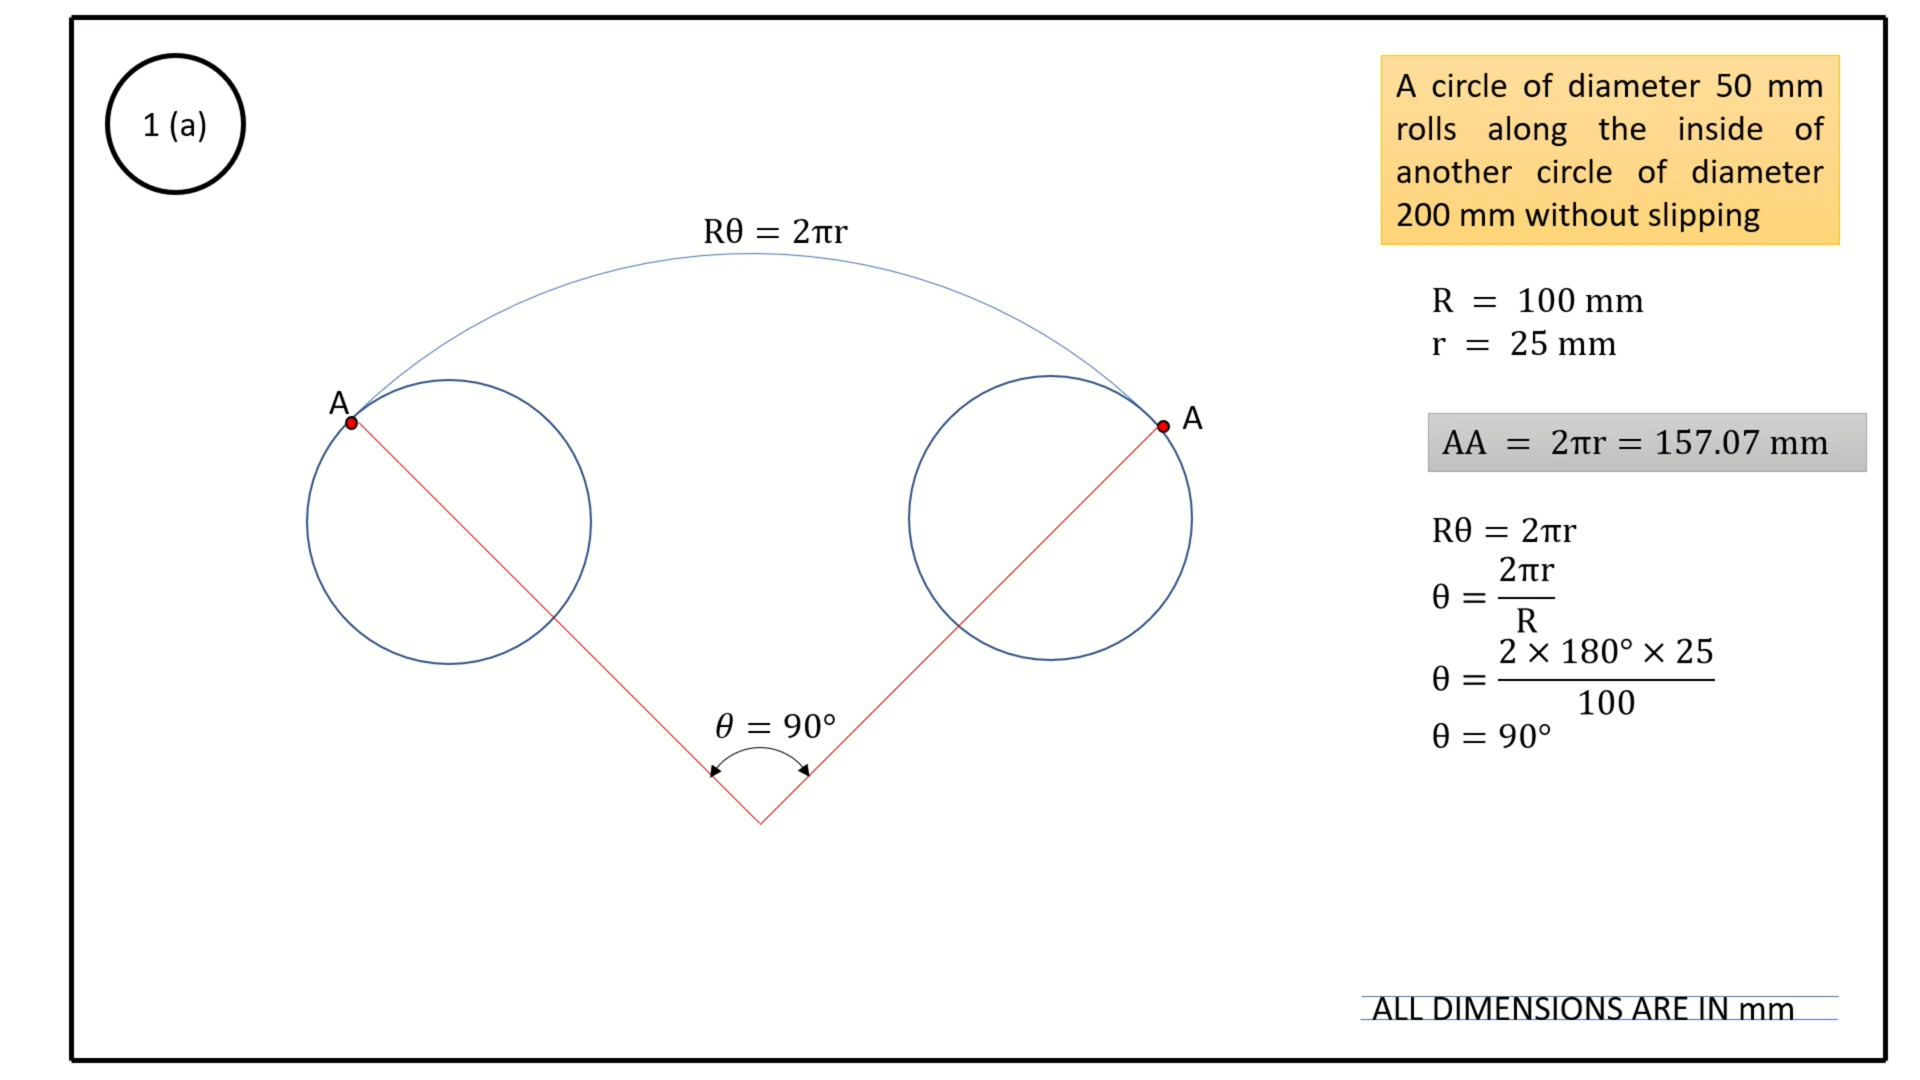 1 (a)
A circle of diameter 50 mm
rolls along the inside of
another circle of diameter
200 mm without slipping
Rθ = 2πr
R = 100 mm
r = 25 mm
A
A
AA = 2πr = 157.07 mm
Rθ = 2πr
θ = 2πr/R
θ = 2 × 180° × 25/100
θ = 90°
θ = 90°
ALL DIMENSIONS ARE IN mm